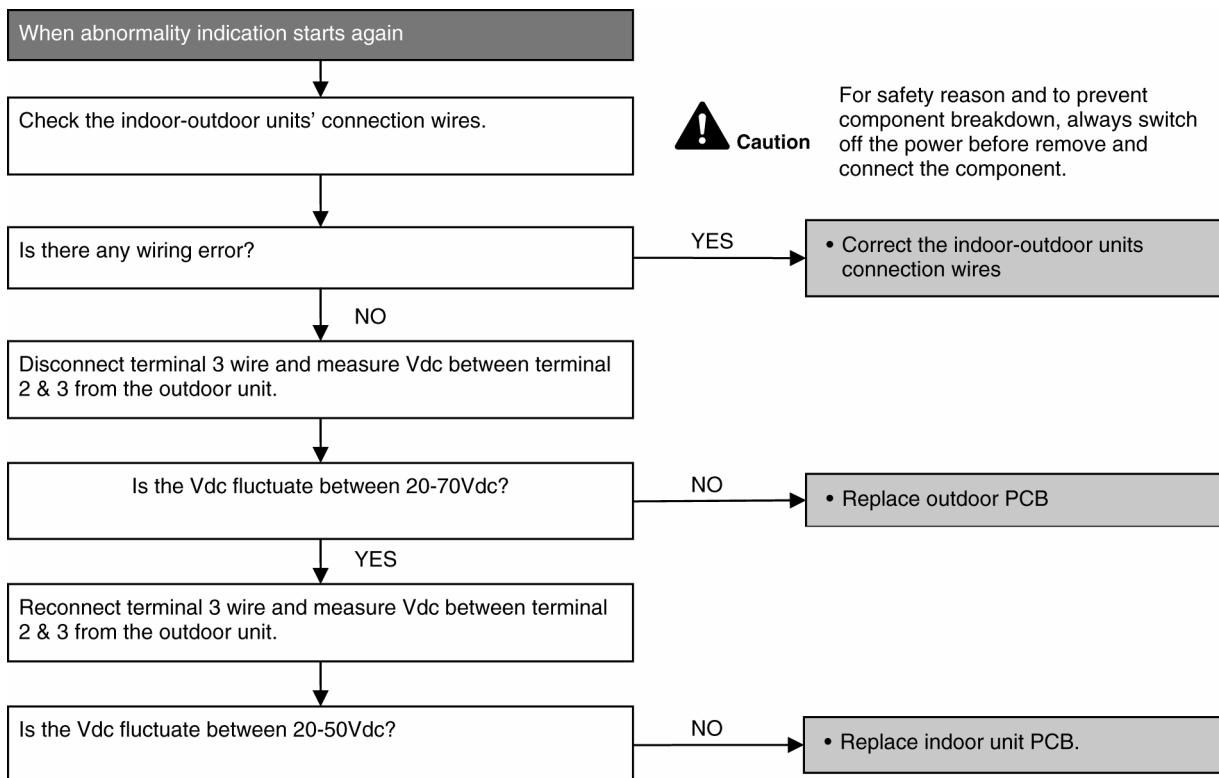 When abnormality indication starts again
Check the indoor-outdoor units' connection wires.
Caution
For safety reason and to prevent
component breakdown, always switch
off the power before remove and
connect the component.
Is there any wiring error?
YES
• Correct the indoor-outdoor units
connection wires
NO
Disconnect terminal 3 wire and measure Vdc between terminal
2 & 3 from the outdoor unit.
Is the Vdc fluctuate between 20-70Vdc?
NO
• Replace outdoor PCB
YES
Reconnect terminal 3 wire and measure Vdc between terminal
2 & 3 from the outdoor unit.
Is the Vdc fluctuate between 20-50Vdc?
NO
• Replace indoor unit PCB.